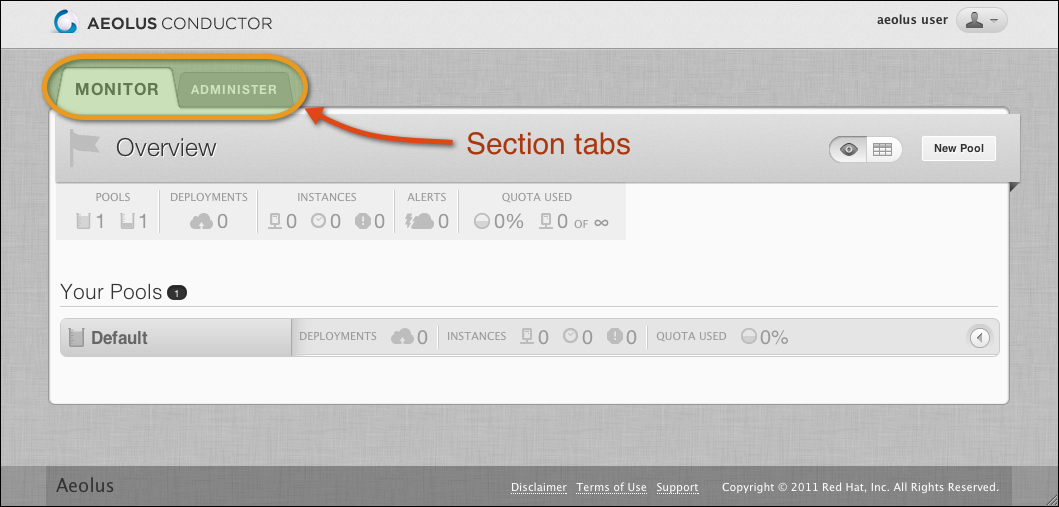 AEOLUS CONDUCTOR
aeolus user
MONITOR
ADMINISTER
Section tabs
Overview
New Pool
POOLS
DEPLOYMENTS
INSTANCES
ALERTS
QUOTA USED
1 1
0
0 0 0
0
0% 0 OF ∞
Your Pools 1
Default
DEPLOYMENTS 0
INSTANCES 0 0 0
QUOTA USED 0%
Aeolus
Disclaimer Terms of Use Support Copyright © 2011 Red Hat, Inc. All Rights Reserved.